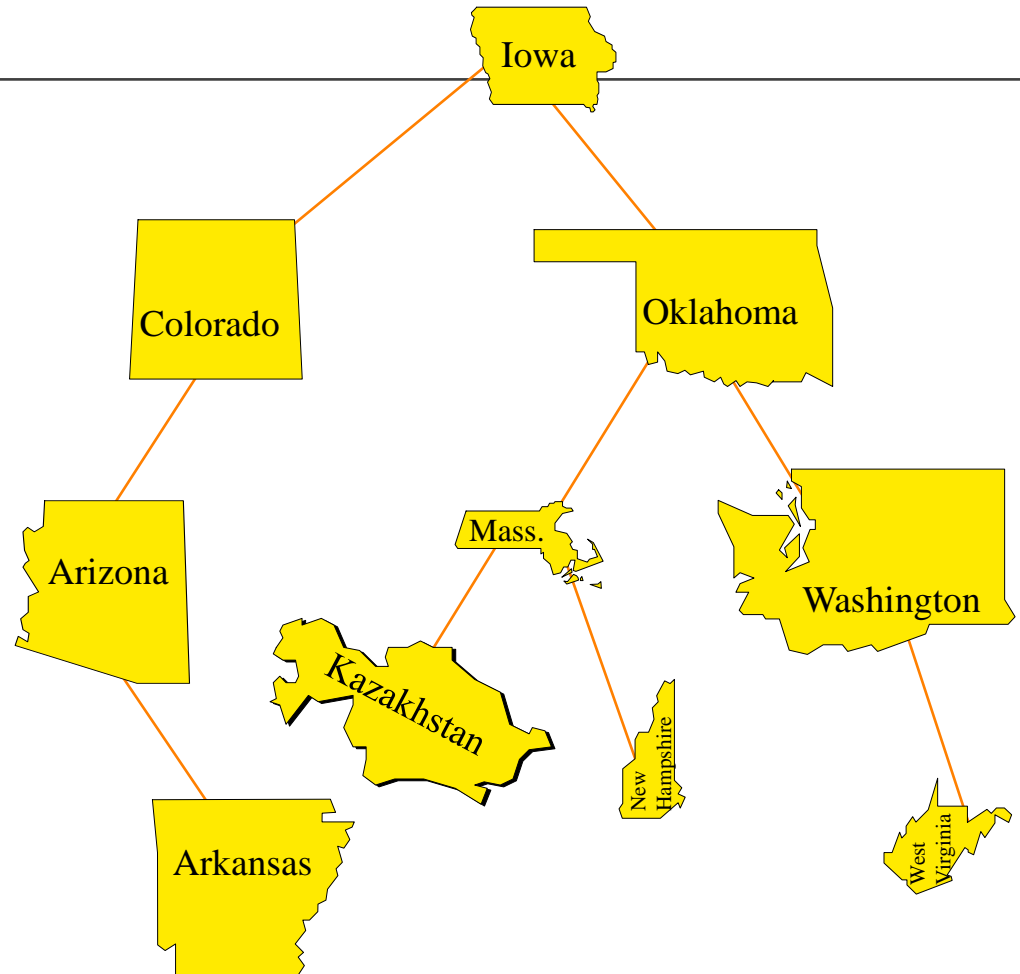 Iowa
Colorado
Oklahoma
Arizona
Mass.
Washington
Kazakhstan
New
Hampshire
Arkansas
West
Virginia